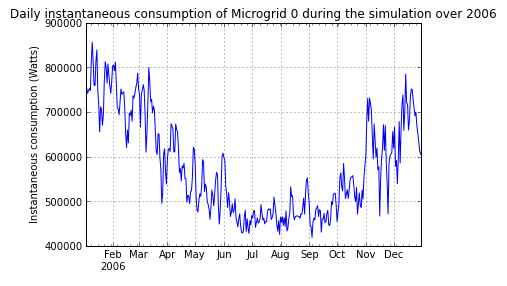 Daily instantaneous consumption of Microgrid 0 during the simulation over 2006
Instantaneous consumption (Watts)
900000
800000
700000
600000
500000
400000
Feb Mar Apr May Jun Jul Aug Sep Oct Nov Dec
2006